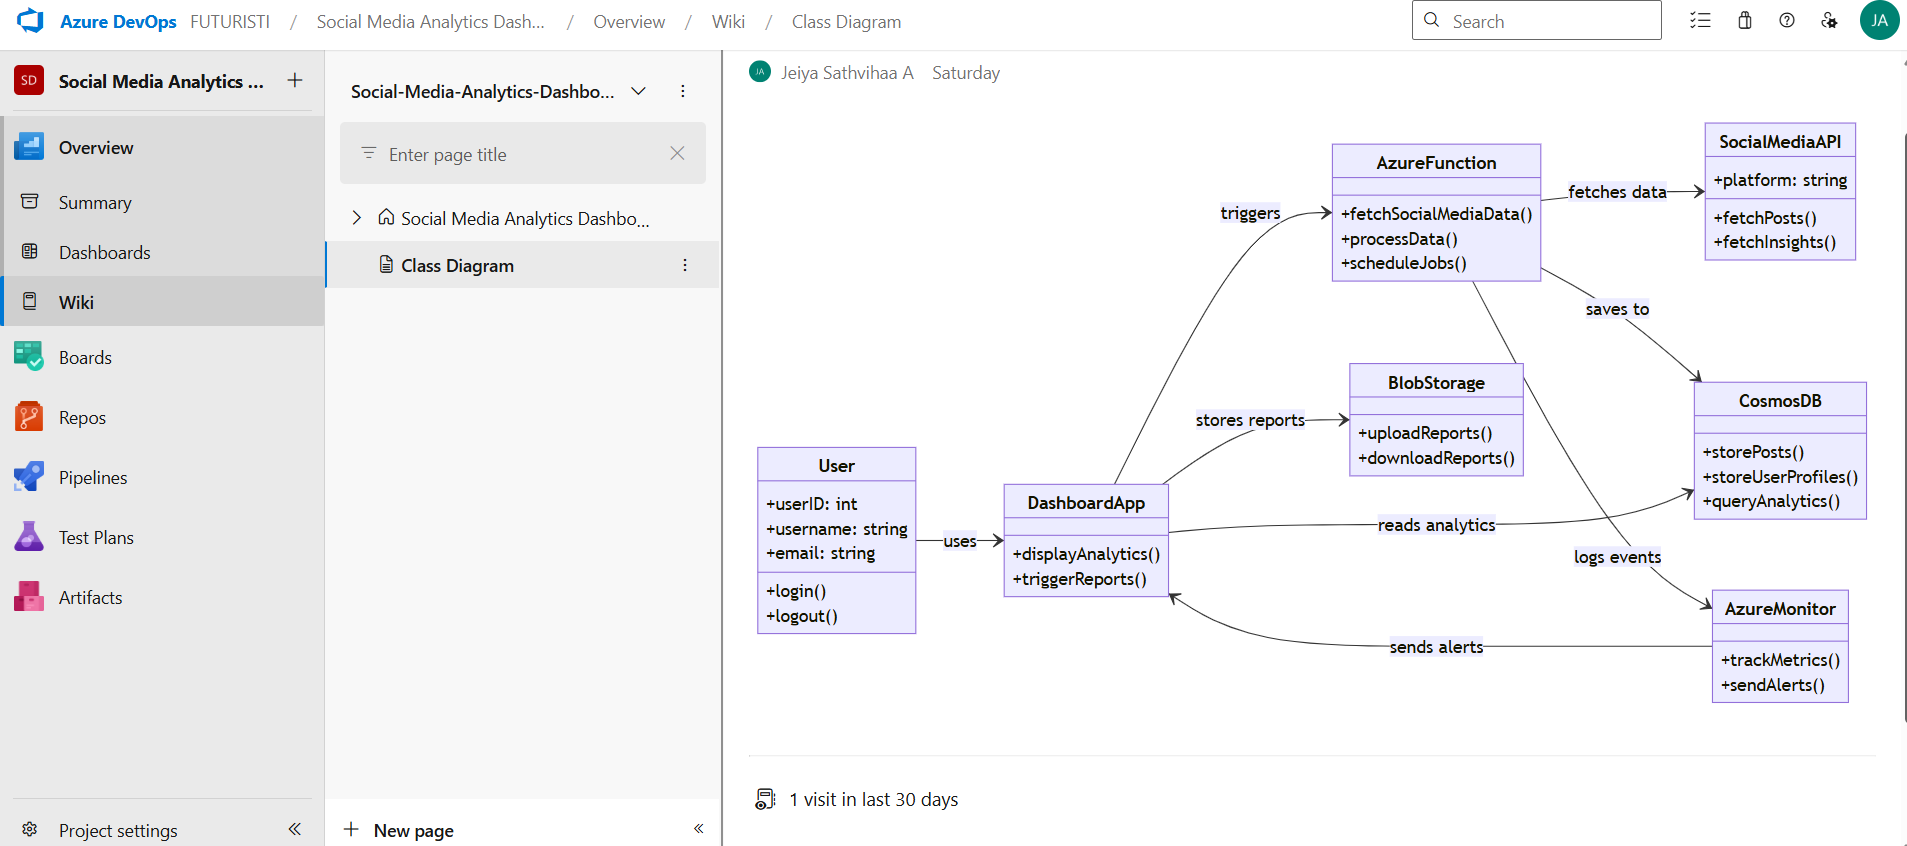 Azure DevOps FUTURISTI / Social Media Analytics Dash... / Overview / Wiki / Class Diagram
Search
JA
SD
Social Media Analytics ...
Overview
Summary
Dashboards
Wiki
Boards
Repos
Pipelines
Test Plans
Artifacts
Project settings
Social-Media-Analytics-Dashbo...
Enter page title
Social Media Analytics Dashbo...
Class Diagram
New page
JA Jeiya Sathvihaa A Saturday
User
+userID: int
+username: string
+email: string
+login()
+logout()
uses
DashboardApp
+displayAnalytics()
+triggerReports()
triggers
stores reports
reads analytics
sends alerts
AzureFunction
+fetchSocialMediaData()
+processData()
+scheduleJobs()
BlobStorage
+uploadReports()
+downloadReports()
fetches data
saves to
logs events
SocialMediaAPI
+platform: string
+fetchPosts()
+fetchInsights()
CosmosDB
+storePosts()
+storeUserProfiles()
+queryAnalytics()
AzureMonitor
+trackMetrics()
+sendAlerts()
1 visit in last 30 days